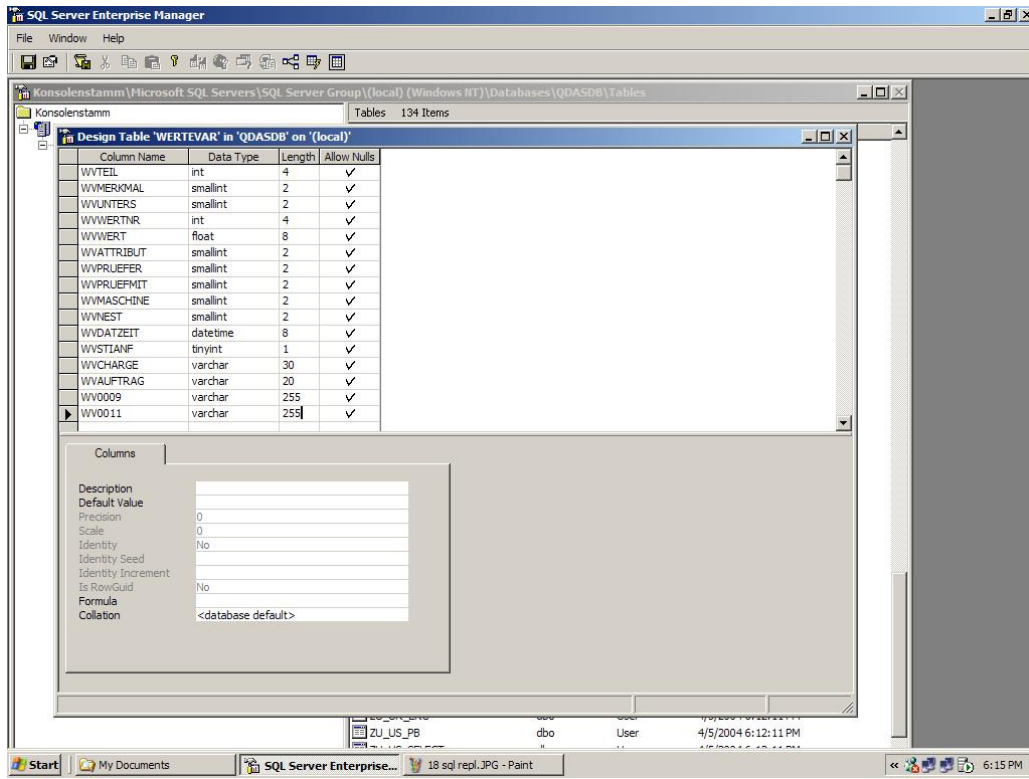 SQL Server Enterprise Manager
File Window Help
Konsolenstamm\Microsoft SQL Servers\SQL Server Group\(local) (Windows NT)\Databases\QDASDB\Tables
Konsolenstamm
Tables 134 Items
Design Table 'WERTEVAR' in 'QDASDB' on '(local)'
Column Name Data Type Length Allow Nulls
WVTEIL int 4
WVMERKMAL smallint 2
WVUNTERS smallint 2
WVWERTNR int 4
WVWERT float 8
WVATTRIBUT smallint 2
WVPRUEFER smallint 2
WVPRUEFMIT smallint 2
WVMASCHINE smallint 2
WVNEST smallint 2
WVDATZEIT datetime 8
WVSTIANF tinyint 1
WVCHARGE varchar 30
WVAUFTRAG varchar 20
WV0009 varchar 255
WV0011 varchar 255
Columns
Description
Default Value
Precision 0
Scale 0
Identity No
Identity Seed
Identity Increment
Is RowGuid No
Formula
Collation <database default>
ZU_US_PB dbo User 4/5/2004 6:12:11 PM
Start My Documents SQL Server Enterprise... 18 sql repl.JPG - Paint « 6:15 PM